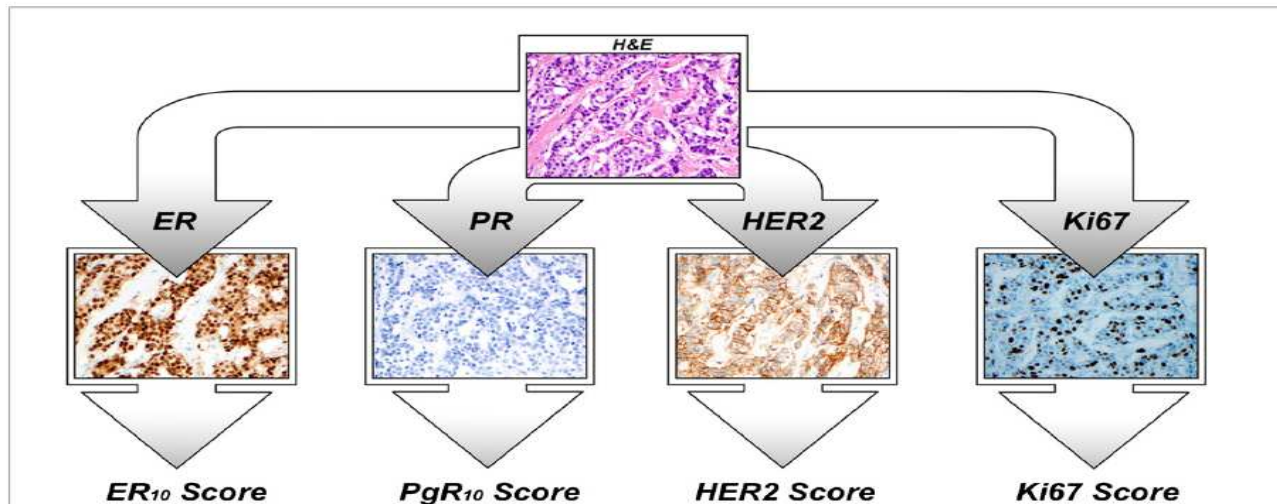 H&E
ER PR HER2 Ki67
ER₁₀ Score PgR₁₀ Score HER2 Score Ki67 Score